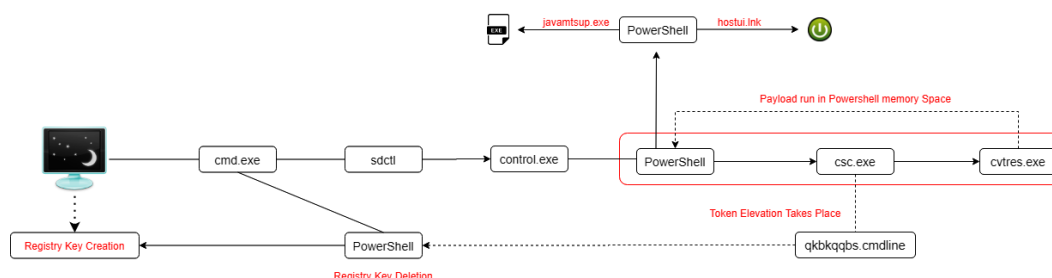 javamtsup.exe
PowerShell
hostui.lnk
EXE
Payload run in Powershell memory Space
cmd.exe
sdctl
control.exe
PowerShell
csc.exe
cvtres.exe
Token Elevation Takes Place
Registry Key Creation
PowerShell
qkbkqqbs.cmdline
Registry Key Deletion